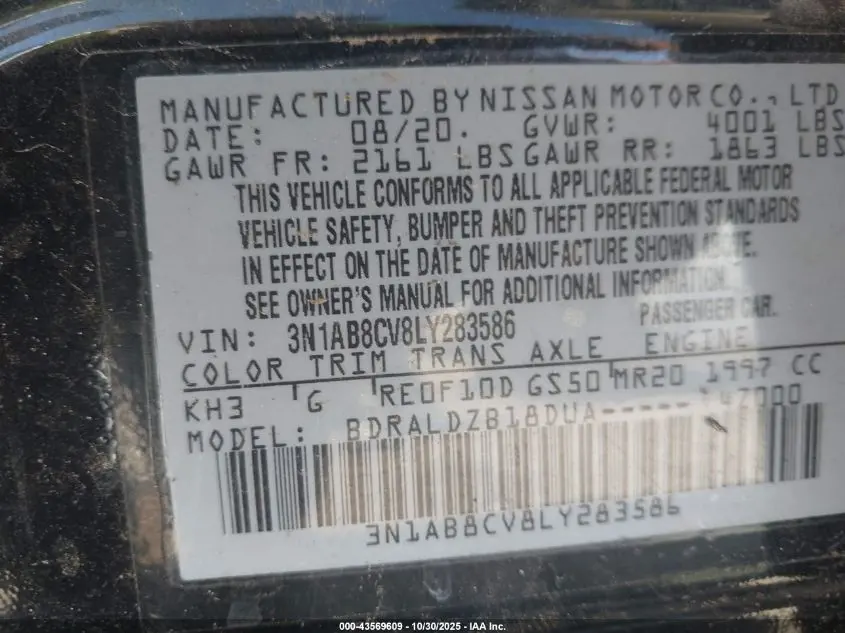 MANUFACTURED BY NISSAN MOTOR CO., LTD
DATE: 08/20. GVWR: 4001 LBS
GAWR FR: 2161 LBS GAWR RR: 1863 LBS
THIS VEHICLE CONFORMS TO ALL APPLICABLE FEDERAL MOTOR
VEHICLE SAFETY, BUMPER AND THEFT PREVENTION STANDARDS
IN EFFECT ON THE DATE OF MANUFACTURE SHOWN ABOVE.
SEE OWNER'S MANUAL FOR ADDITIONAL INFORMATION.
PASSENGER CAR.
VIN: 3N1AB8CV8LY283586
COLOR TRIM TRANS AXLE ENGINE
KH3 G RE0F10D GS50 MR20 1997 CC
MODEL: BDRALDZB18DUA-----
3N1AB8CV8LY283586
000-43569609 - 10/30/2025 - IAA Inc.